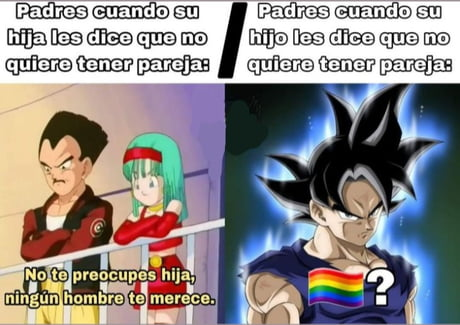 Padres cuando su
hija les dice que no
quiere tener pareja:
Padres cuando su
hijo les dice que no
quiere tener pareja:
No te preocupes hija,
ningún hombre te merece.
?